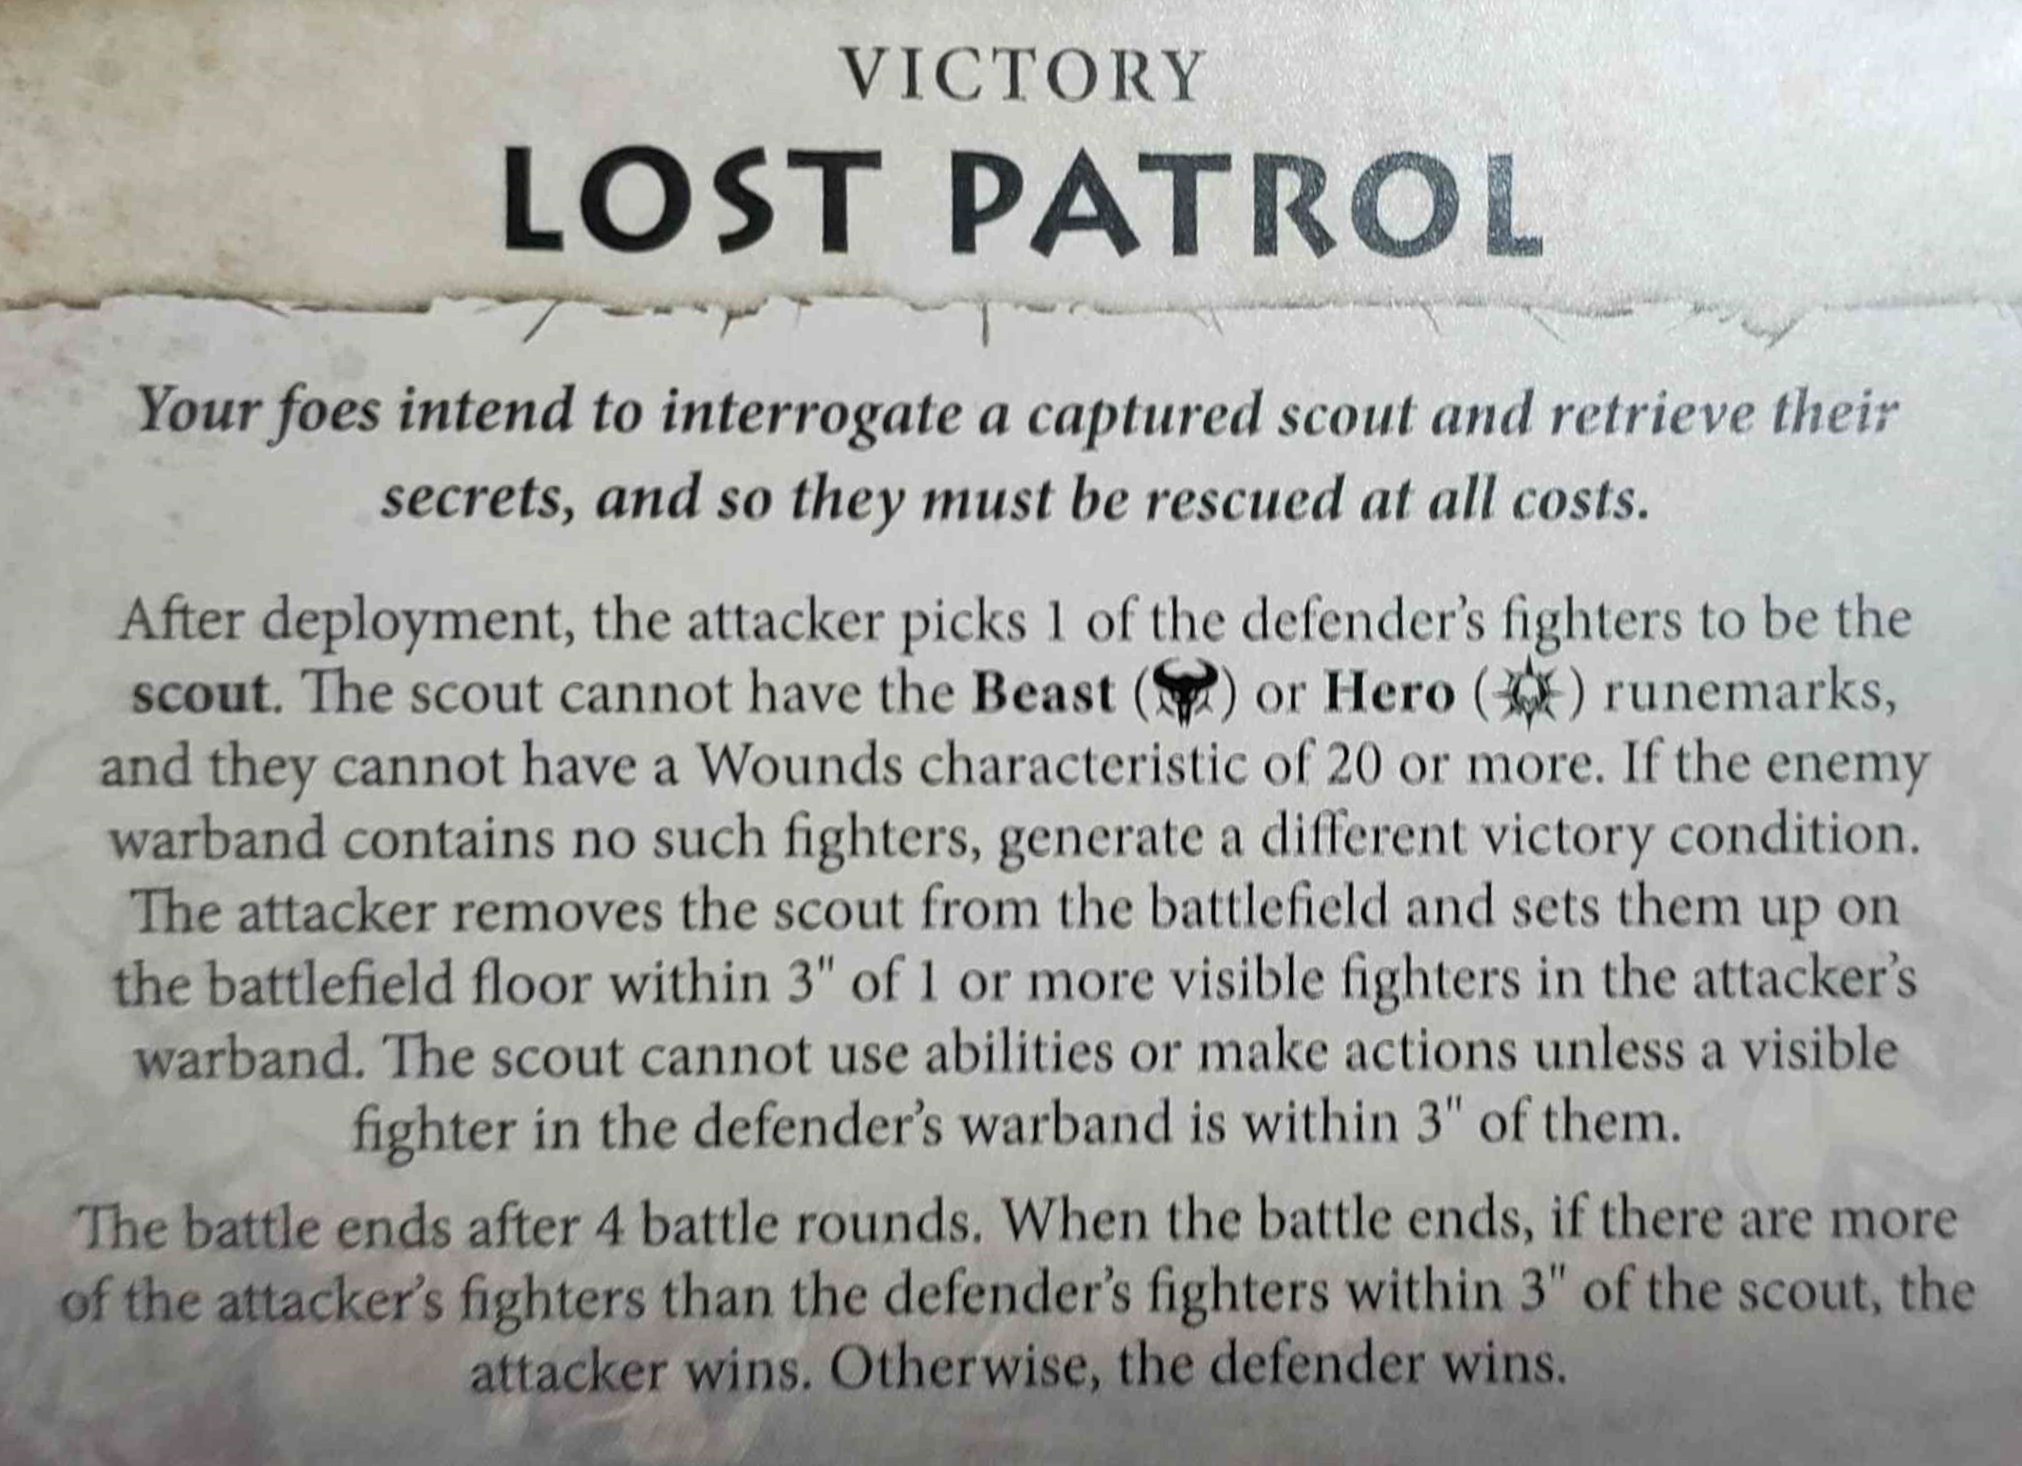 VICTORY
LOST PATROL
Your foes intend to interrogate a captured scout and retrieve their
secrets, and so they must be rescued at all costs.
After deployment, the attacker picks 1 of the defender's fighters to be the
scout. The scout cannot have the Beast () or Hero () runemarks,
and they cannot have a Wounds characteristic of 20 or more. If the enemy
warband contains no such fighters, generate a different victory condition.
The attacker removes the scout from the battlefield and sets them up on
the battlefield floor within 3" of 1 or more visible fighters in the attacker's
warband. The scout cannot use abilities or make actions unless a visible
fighter in the defender's warband is within 3" of them.
The battle ends after 4 battle rounds. When the battle ends, if there are more
of the attacker's fighters than the defender's fighters within 3" of the scout, the
attacker wins. Otherwise, the defender wins.